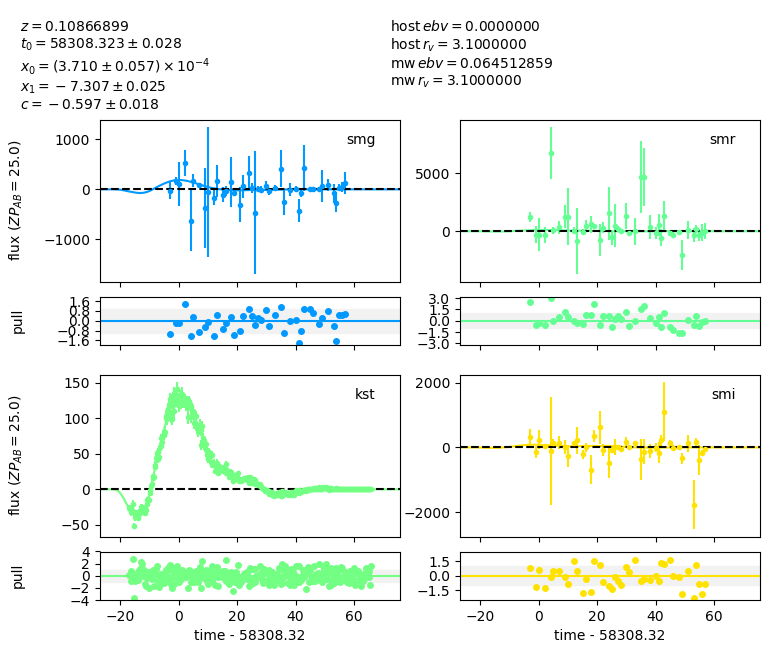 z = 0.10866899
t₀ = 58308.323 ± 0.028
x₀ = (3.710 ± 0.057) × 10⁻⁴
x₁ = −7.307 ± 0.025
c = −0.597 ± 0.018
host ebv = 0.0000000
host r_v = 3.1000000
mw ebv = 0.064512859
mw r_v = 3.1000000
flux (ZP_AB = 25.0)
1000
0
−1000
smg
5000
0
smr
pull
1.6
0.8
0.0
−0.8
−1.6
3.0
1.5
0.0
−1.5
−3.0
flux (ZP_AB = 25.0)
150
100
50
0
−50
kst
2000
0
−2000
smi
pull
4
2
0
−2
−4
1.5
0.0
−1.5
−20 0 20 40 60
−20 0 20 40 60
time - 58308.32
time - 58308.32